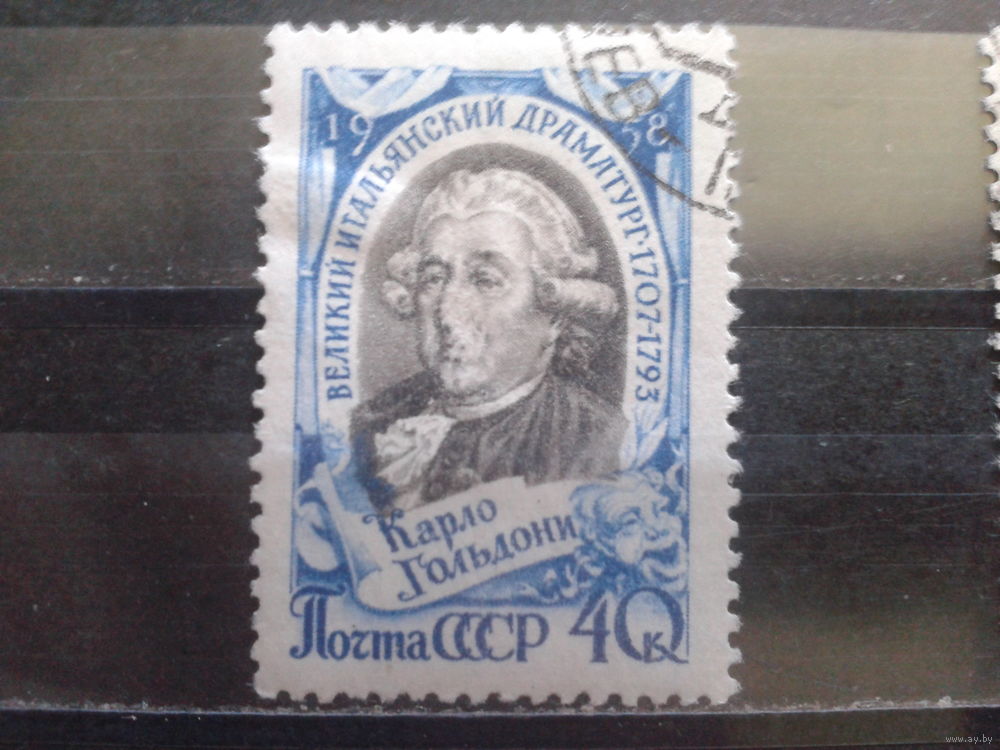 1958
ВЕЛИКИЙ ИТАЛЬЯНСКИЙ ДРАМАТУРГ·1707-1793
Карло
Гольдони
Почта СССР 40к
www.ay.by